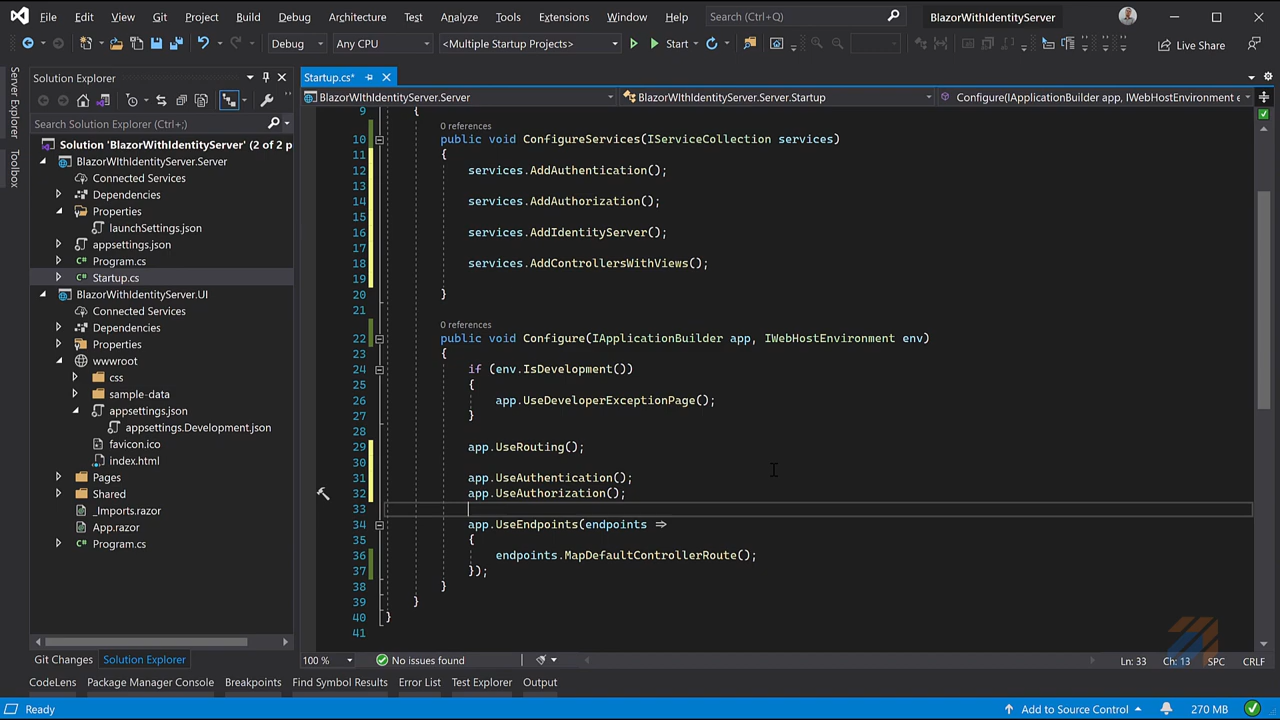 File Edit View Git Project Build Debug Architecture Test Analyze Tools Extensions Window Help Search (Ctrl+Q) BlazorWithIdentityServer
Debug Any CPU <Multiple Startup Projects> Start Live Share
Server Explorer
Toolbox
Solution Explorer
Search Solution Explorer (Ctrl+;)
Solution 'BlazorWIthIdentityServer' (2 of 2 p
BlazorWIthIdentityServer.Server
Connected Services
Dependencies
Properties
launchSettings.json
appsettings.json
Program.cs
Startup.cs
BlazorWithIdentityServer.UI
Connected Services
Dependencies
Properties
wwwroot
css
sample-data
appsettings.json
appsettings.Development.json
favicon.ico
index.html
Pages
Shared
_Imports.razor
App.razor
Program.cs
Git Changes Solution Explorer
Startup.cs*
BlazorWIthIdentityServer.Server BlazorWIthIdentityServer.Server.Startup Configure(IApplicationBuilder app, IWebHostEnvironment e
9 {
0 references
10 public void ConfigureServices(IServiceCollection services)
11 {
12 services.AddAuthentication();
13
14 services.AddAuthorization();
15
16 services.AddIdentityServer();
17
18 services.AddControllersWithViews();
19
20 }
21
0 references
22 public void Configure(IApplicationBuilder app, IWebHostEnvironment env)
23 {
24 if (env.IsDevelopment())
25 {
26 app.UseDeveloperExceptionPage();
27 }
28
29 app.UseRouting();
30
31 app.UseAuthentication();
32 app.UseAuthorization();
33
34 app.UseEndpoints(endpoints =>
35 {
36 endpoints.MapDefaultControllerRoute();
37 });
38 }
39 }
40 }
41
100 % No issues found Ln: 33 Ch: 13 SPC CRLF
CodeLens Package Manager Console Breakpoints Find Symbol Results Error List Test Explorer Output
Ready Add to Source Control 270 MB